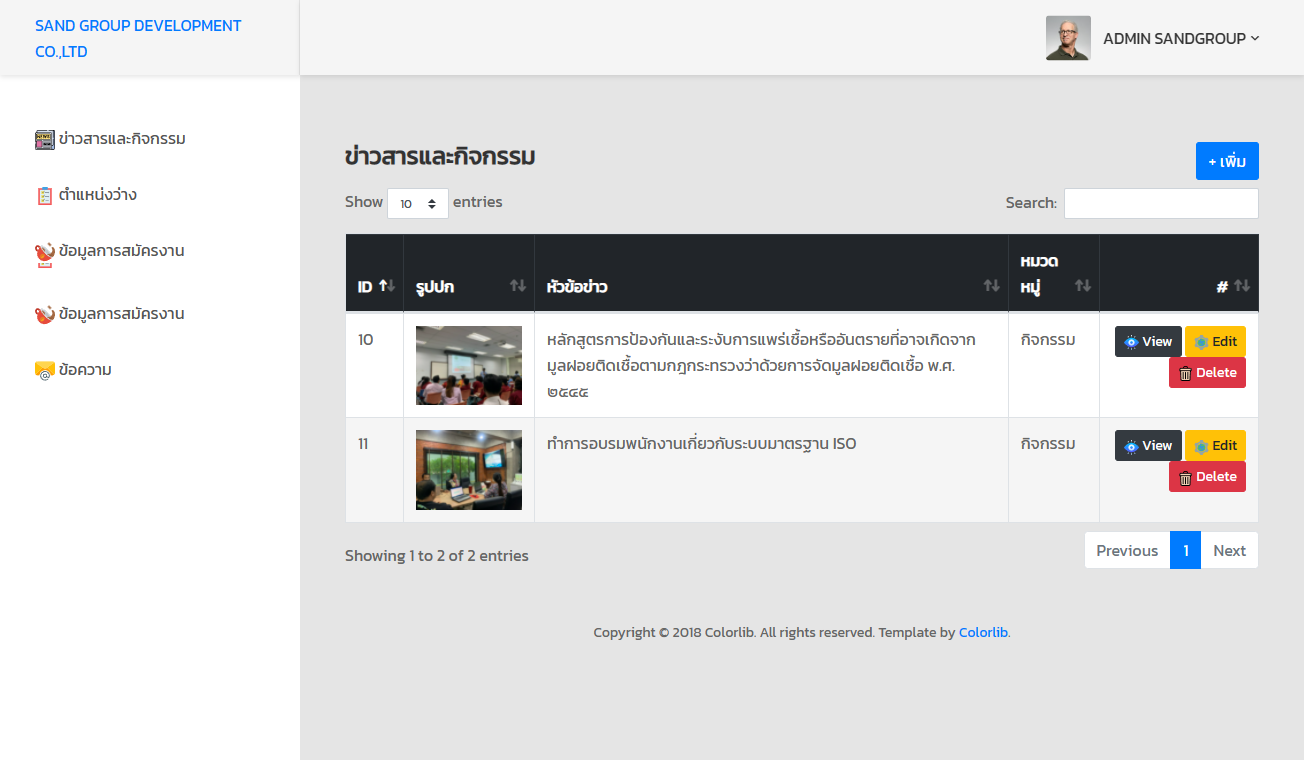 SAND GROUP DEVELOPMENT
CO.,LTD
ADMIN SANDGROUP
ข่าวสารและกิจกรรม
ตำแหน่งว่าง
ข้อมูลการสมัครงาน
ข้อมูลการสมัครงาน
ข้อความ
ข่าวสารและกิจกรรม
+ เพิ่ม
Show 10 entries
Search:
ID
รูปปก
หัวข้อข่าว
หมวด
หมู่
#
10
หลักสูตรการป้องกันและระงับการแพร่เชื้อหรืออันตรายที่อาจเกิดจาก
มูลฝอยติดเชื้อตามกฎกระทรวงว่าด้วยการจัดมูลฝอยติดเชื้อ พ.ศ.
๒๕๔๕
กิจกรรม
View Edit
Delete
11
ทำการอบรมพนักงานเกี่ยวกับระบบมาตรฐาน ISO
กิจกรรม
View Edit
Delete
Showing 1 to 2 of 2 entries
Previous 1 Next
Copyright © 2018 Colorlib. All rights reserved. Template by Colorlib.